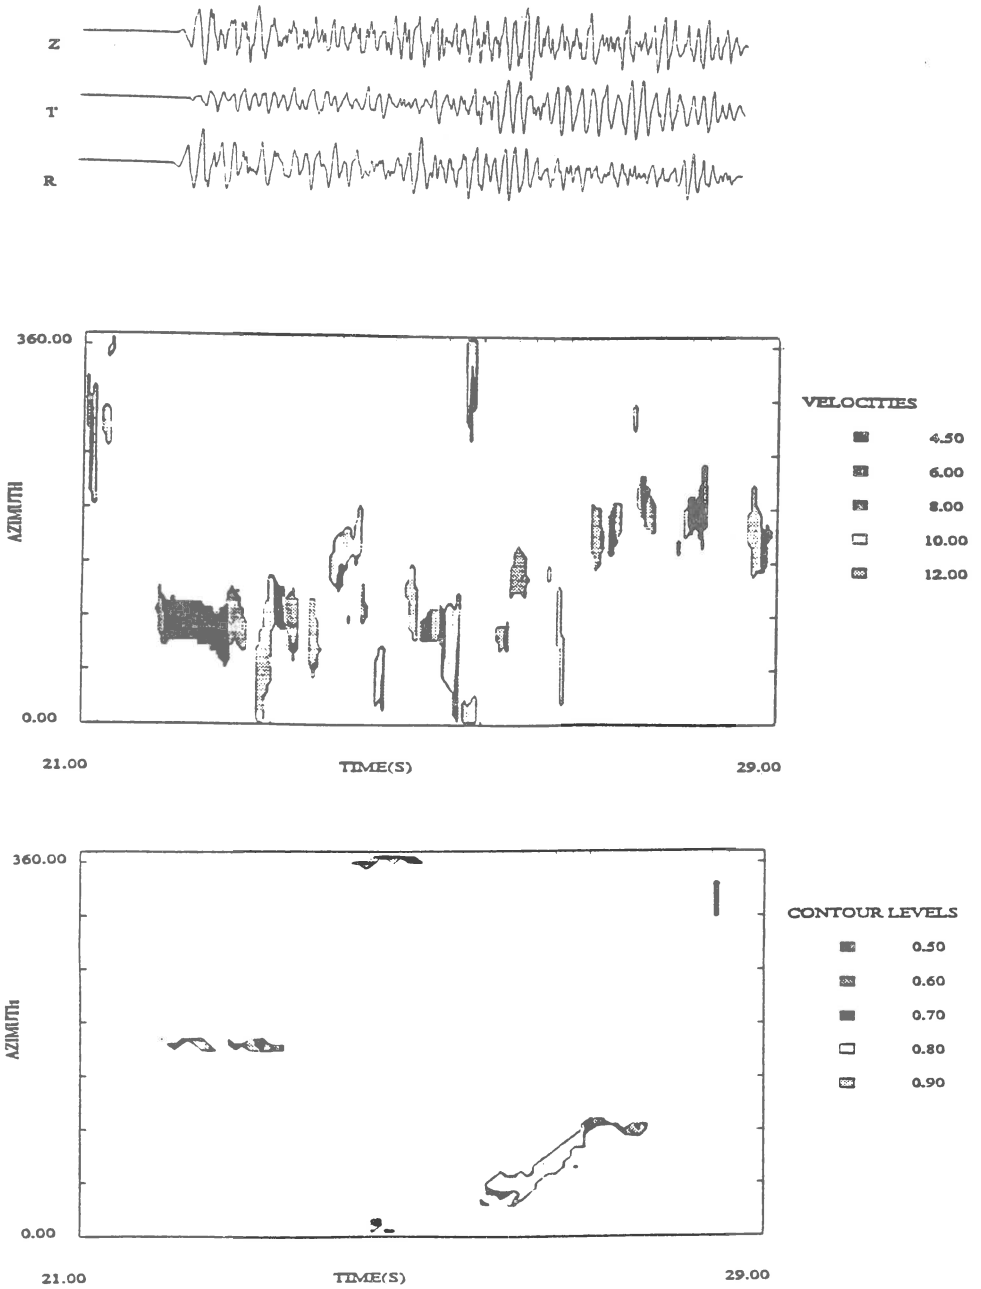 Z
T
R
360.00
AZIMUTH
0.00
21.00
TIME(S)
29.00
VELOCITIES
4.50
6.00
8.00
10.00
12.00
360.00
AZIMUTH
0.00
21.00
TIME(S)
29.00
CONTOUR LEVELS
0.50
0.60
0.70
0.80
0.90